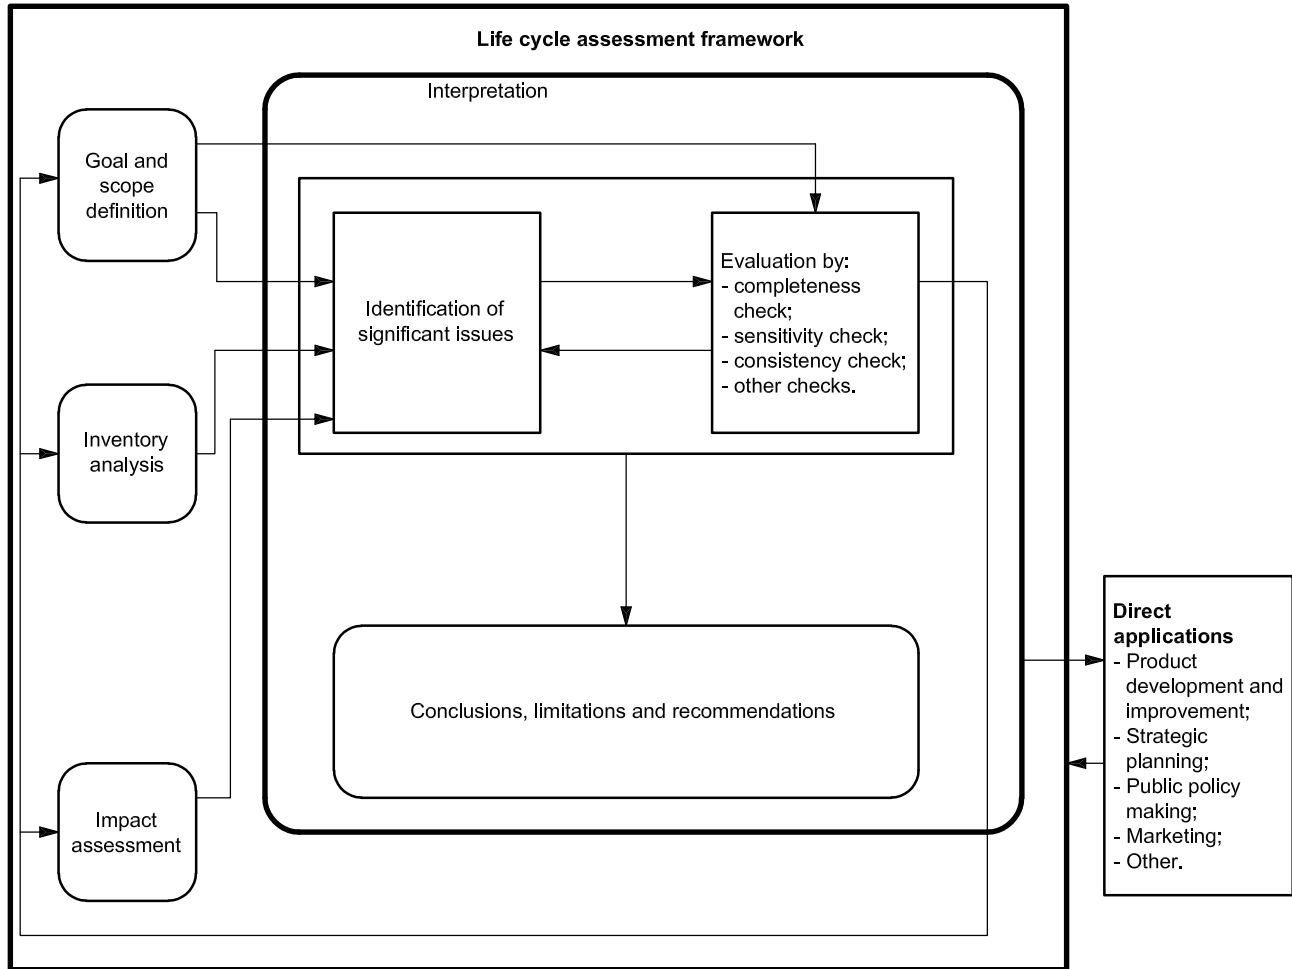 Life cycle assessment framework
Interpretation
Goal and
scope
definition
Identification of
significant issues
Evaluation by:
- completeness
check;
- sensitivity check;
- consistency check;
- other checks.
Inventory
analysis
Conclusions, limitations and recommendations
Impact
assessment
Direct
applications
- Product
development and
improvement;
- Strategic
planning;
- Public policy
making;
- Marketing;
- Other.